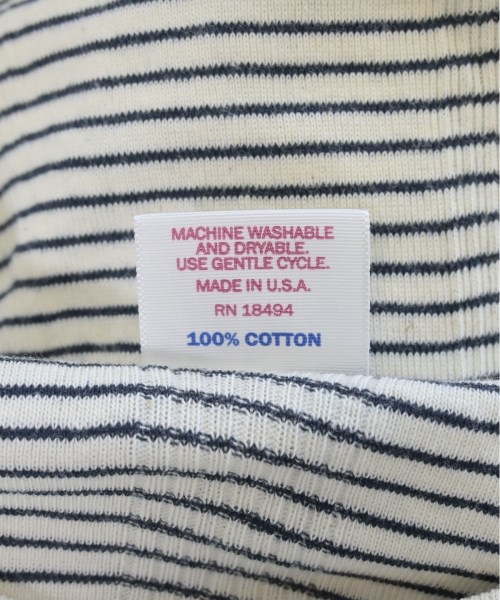 MACHINE WASHABLE
AND DRYABLE.
USE GENTLE CYCLE.
MADE IN U.S.A.
RN 18494
100% COTTON